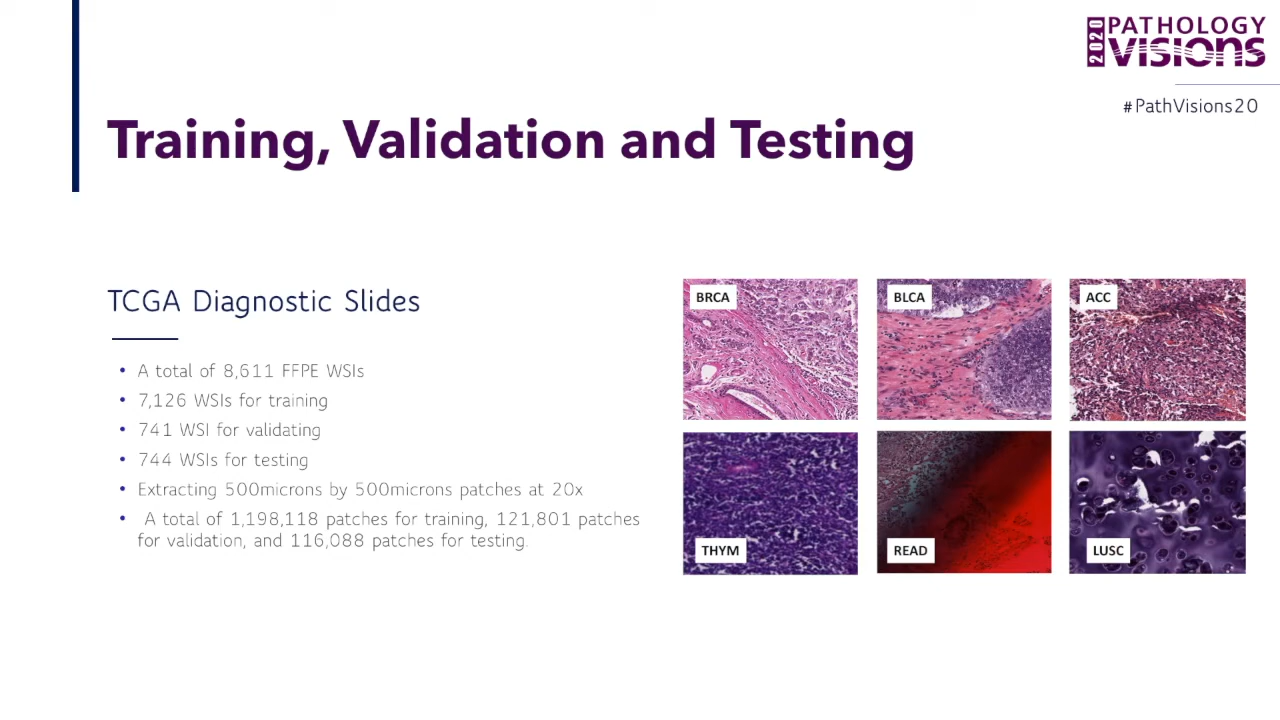 2020 PATHOLOGY
VISIONS
#PathVisions20
Training, Validation and Testing
TCGA Diagnostic Slides
• A total of 8,611 FFPE WSIs
• 7,126 WSIs for training
• 741 WSI for validating
• 744 WSIs for testing
• Extracting 500microns by 500microns patches at 20x
• A total of 1,198,118 patches for training, 121,801 patches
for validation, and 116,088 patches for testing.
BRCA
BLCA
ACC
THYM
READ
LUSC